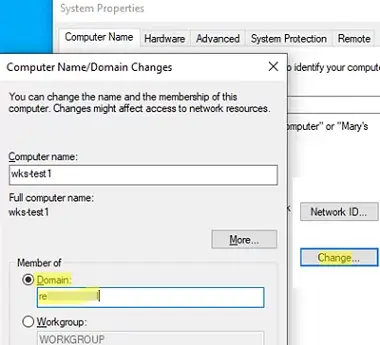 System Properties
Computer Name
Hardware
Advanced
System Protection
Remote
to identify your compute
omputer" or "Mary's
Network ID...
Change...
Computer Name/Domain Changes
You can change the name and the membership of this
computer. Changes might affect access to network resources.
Computer name:
wks-test1
Full computer name:
wks-test1
More...
Member of
Domain:
re
Workgroup:
WORKGROUP